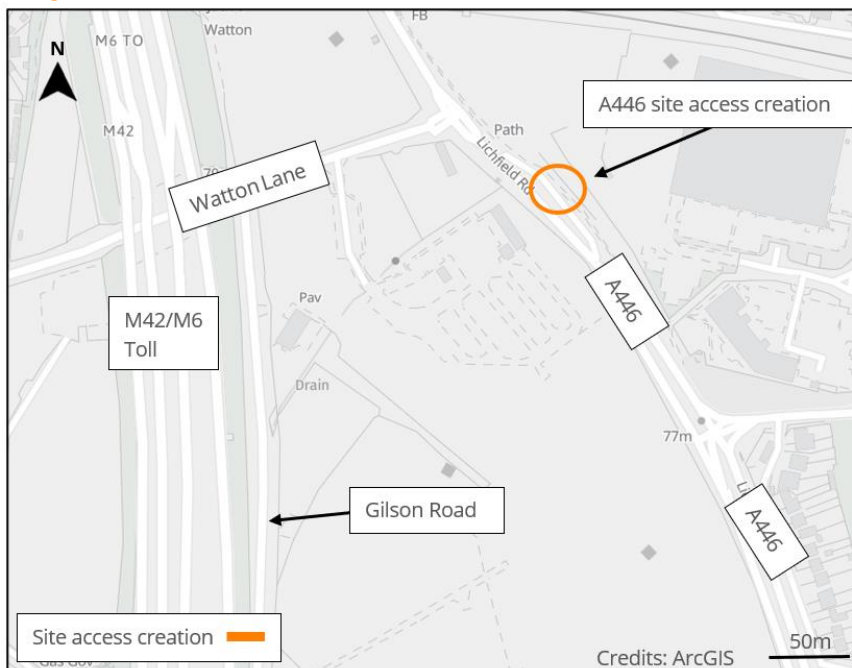 FB
M6 TO
Watton
N
A446 site access creation
M42
Path
Lichfield Rd
70
Watton Lane
A446
Pav
M42/M6
Toll
Drain
77m
Gilson Road
A446
Site access creation
Credits: ArcGIS
50m